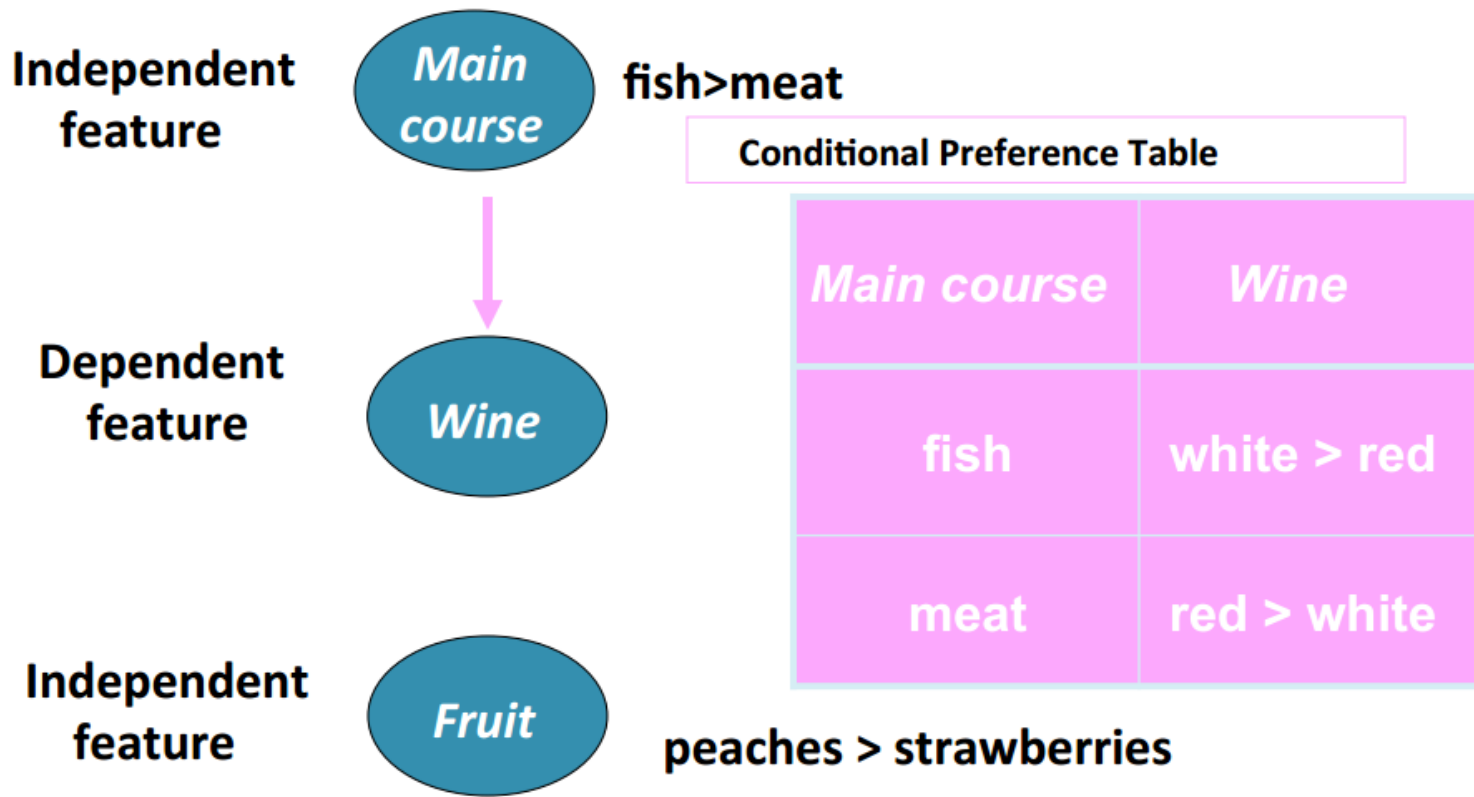 Independent
feature
Main
course
fish>meat
Conditional Preference Table
Main course
Wine
Dependent
feature
Wine
fish
white > red
meat
red > white
Independent
feature
Fruit
peaches > strawberries